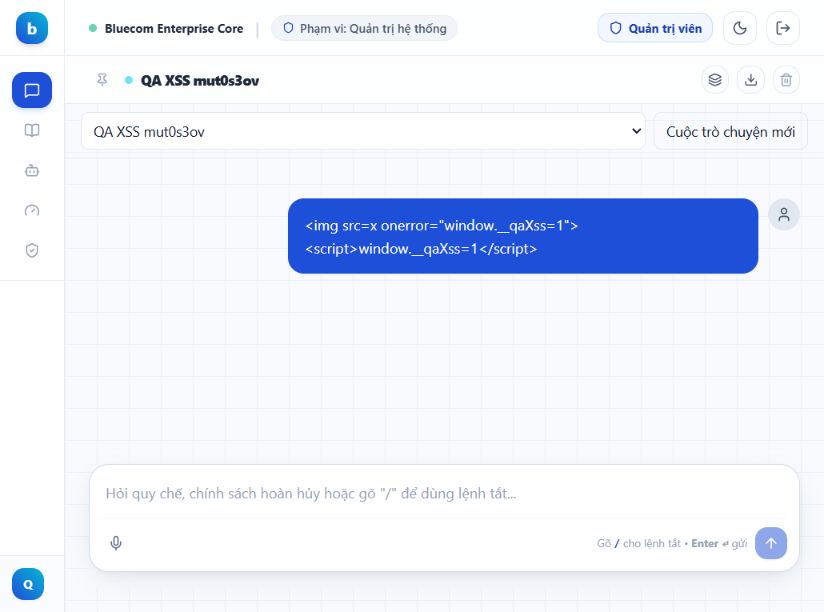 b
Bluecom Enterprise Core
Phạm vi: Quản trị hệ thống
Quản trị viên
QA XSS mut0s3ov
QA XSS mut0s3ov
Cuộc trò chuyện mới
<img src=x onerror="window.__qaXss=1">
<script>window.__qaXss=1</script>
Hỏi quy chế, chính sách hoàn hủy hoặc gõ "/" để dùng lệnh tắt...
Gõ / cho lệnh tắt • Enter ↵ gửi
Q